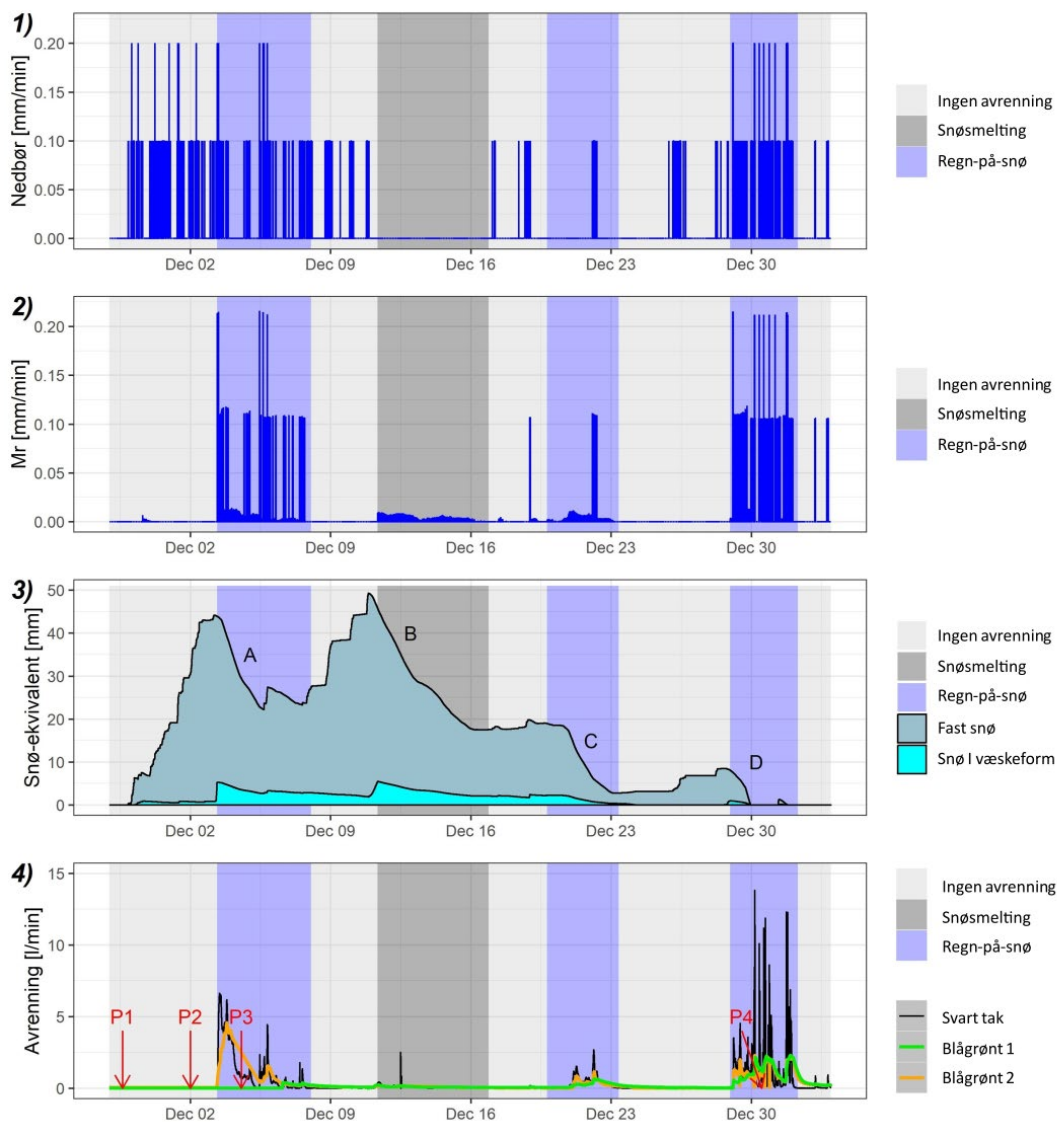 1)
Nedbør [mm/min]
0.20
0.15
0.10
0.05
0.00
Dec 02
Dec 09
Dec 16
Dec 23
Dec 30
Ingen avrenning
Snøsmelting
Regn-på-snø
2)
Mr [mm/min]
0.20
0.15
0.10
0.05
0.00
Dec 02
Dec 09
Dec 16
Dec 23
Dec 30
Ingen avrenning
Snøsmelting
Regn-på-snø
3)
Snø-ekvivalent [mm]
50
40
30
20
10
0
A
B
C
D
Dec 02
Dec 09
Dec 16
Dec 23
Dec 30
Ingen avrenning
Snøsmelting
Regn-på-snø
Fast snø
Snø I væskeform
4)
Avrenning [l/min]
15
10
5
0
P1
P2
P3
P4
Dec 02
Dec 09
Dec 16
Dec 23
Dec 30
Ingen avrenning
Snøsmelting
Regn-på-snø
Svart tak
Blågrønt 1
Blågrønt 2